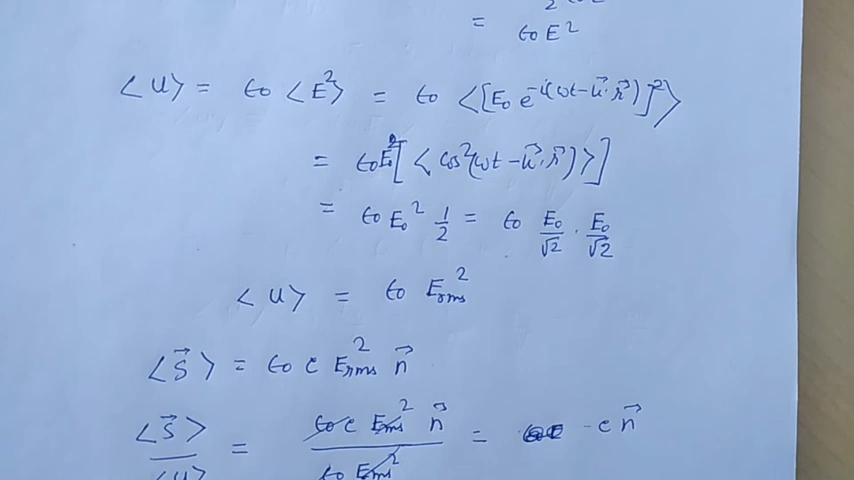 = ϵ₀ E²
<u> = ϵ₀ <E²> = ϵ₀ <[E₀ e^{-i(ωt-k⃗·r⃗)}]²>
= ϵ₀E₀²[<cos²(ωt-k⃗·r⃗)>]
= ϵ₀ E₀² 1/2 = ϵ₀ E₀/√2 · E₀/√2
<u> = ϵ₀ E²rms
<S⃗> = ϵ₀ c E²rms n⃗
<S⃗>/<u> = ϵ₀ c E²rms n⃗/ϵ₀ E²rms = c n⃗